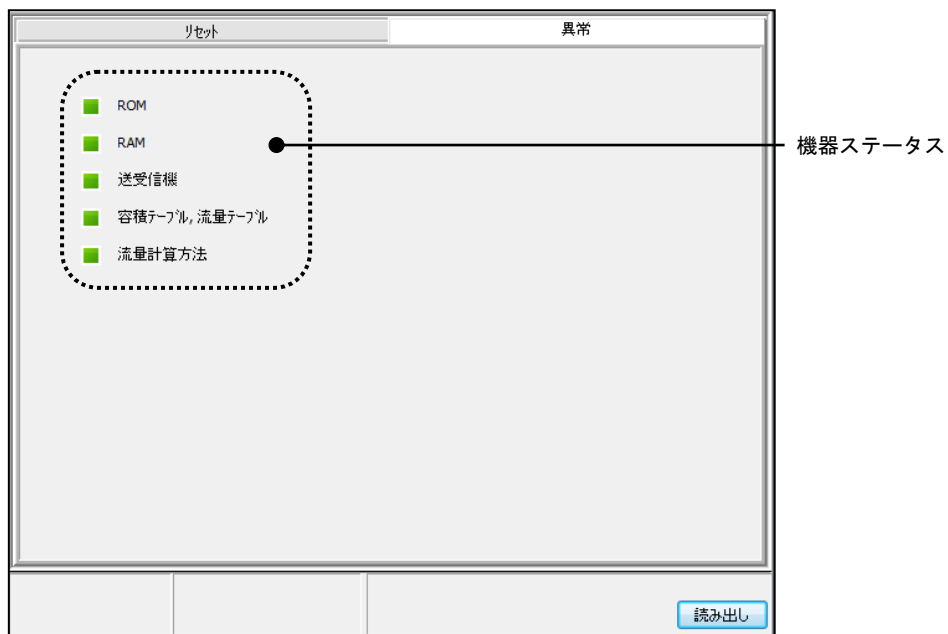 リセット
異常
ROM
RAM
機器ステータス
送受信機
容積テーブル, 流量テーブル
流量計算方法
読み出し